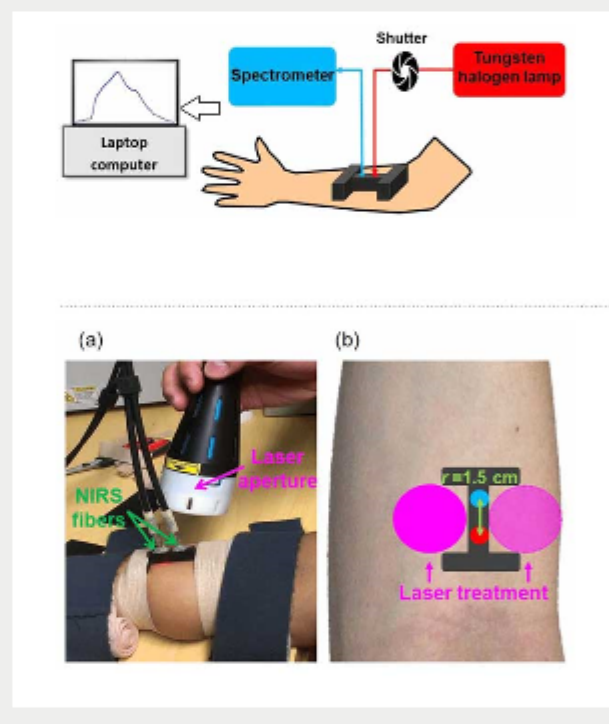 Shutter
Spectrometer
Tungsten
halogen lamp
Laptop
computer
(a)
(b)
Laser
aperture
NIRS
fibers
r=1.5 cm
Laser treatment